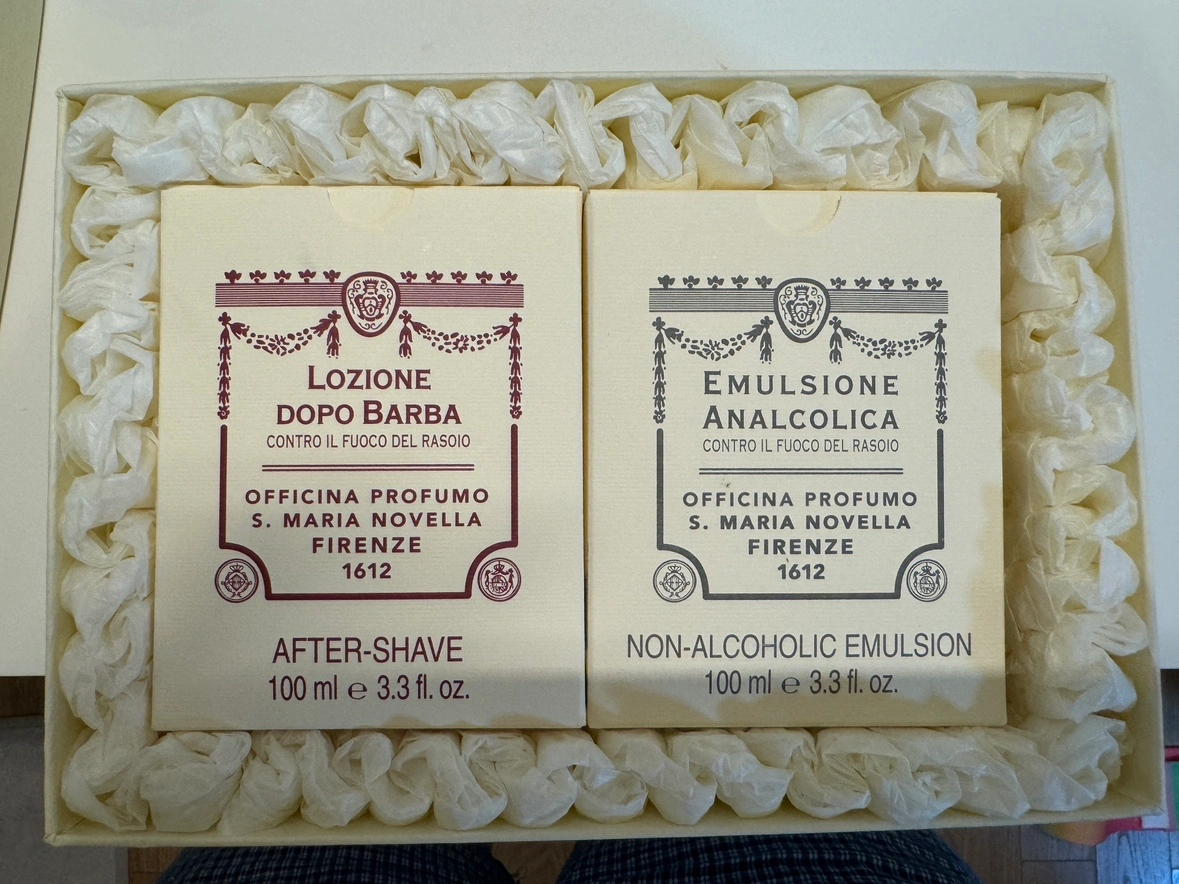 LOZIONE
DOPO BARBA
CONTRO IL FUOCO DEL RASOIO
OFFICINA PROFUMO
S. MARIA NOVELLA
FIRENZE
1612
AFTER-SHAVE
100 ml ℮ 3.3 fl. oz.
EMULSIONE
ANALCOLICA
CONTRO IL FUOCO DEL RASOIO
OFFICINA PROFUMO
S. MARIA NOVELLA
FIRENZE
1612
NON-ALCOHOLIC EMULSION
100 ml ℮ 3.3 fl. oz.